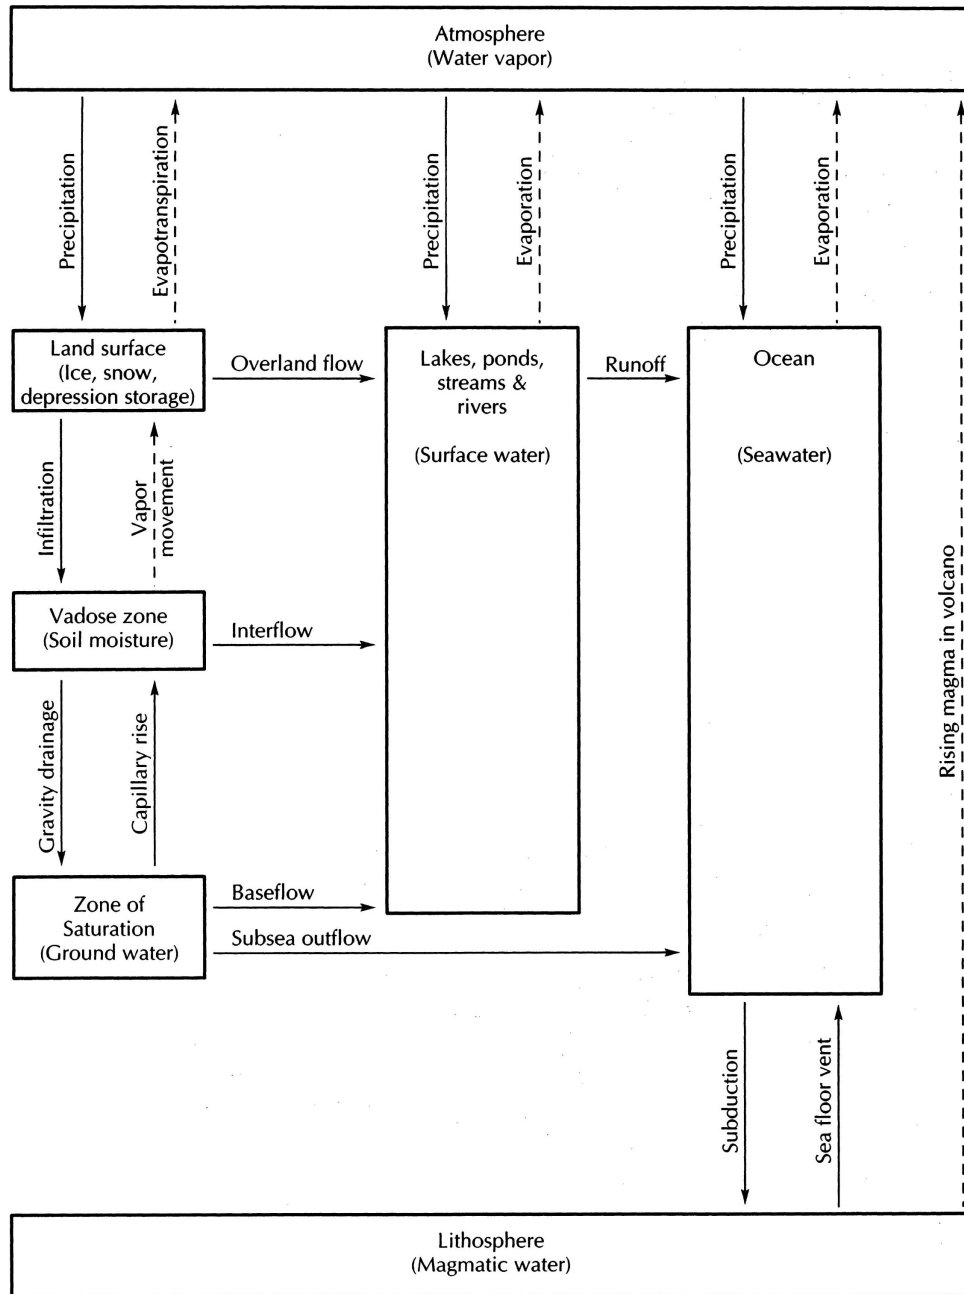 Atmosphere
(Water vapor)
Precipitation
Evapotranspiration
Precipitation
Evaporation
Precipitation
Evaporation
Land surface
(Ice, snow,
depression storage)
Overland flow
Lakes, ponds,
streams &
rivers
(Surface water)
Runoff
Ocean
(Seawater)
Infiltration
Vapor
movement
Vadose zone
(Soil moisture)
Interflow
Rising magma in volcano
Gravity drainage
Capillary rise
Zone of
Saturation
(Ground water)
Baseflow
Subsea outflow
Subduction
Sea floor vent
Lithosphere
(Magmatic water)